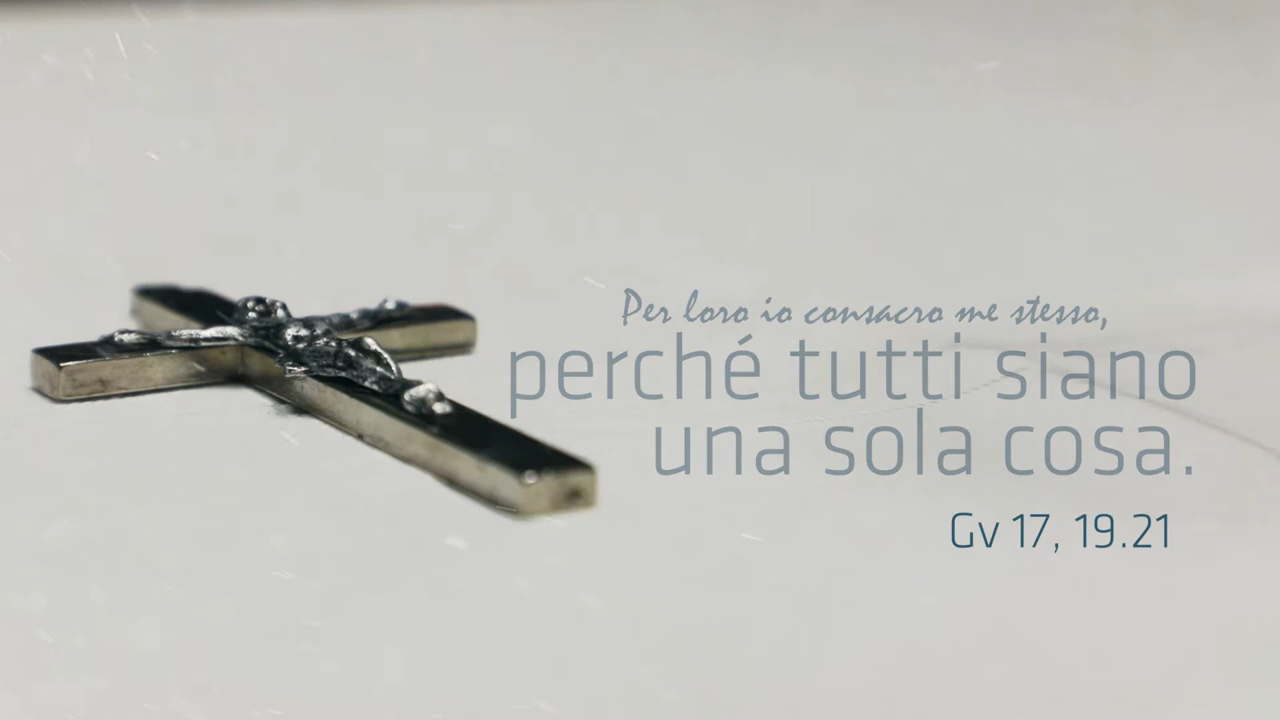 Per loro io consacro me stesso,
perché tutti siano
una sola cosa.
Gv 17, 19.21